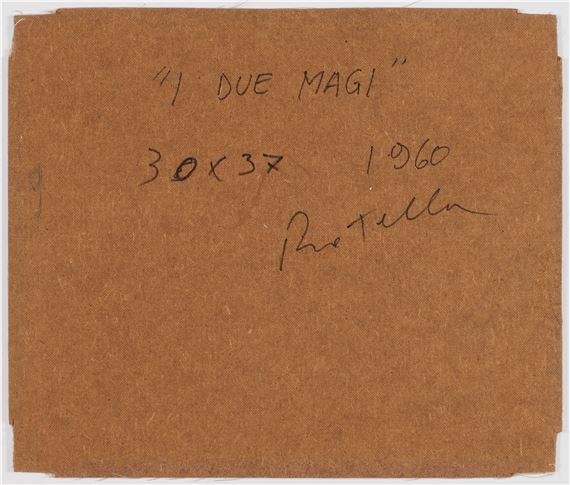 "I DUE MAGI"
30X37 1960
Rotella